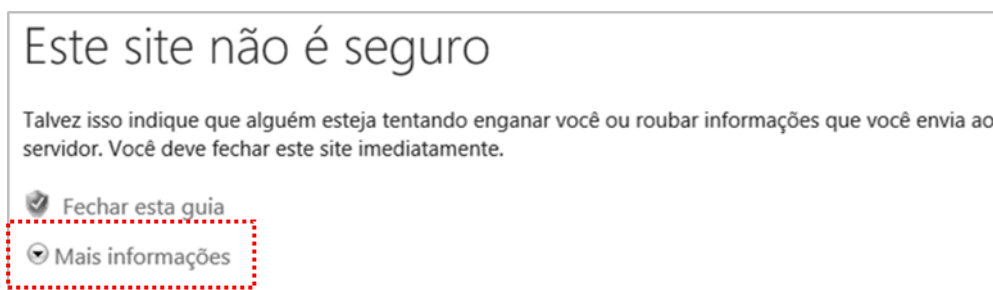 Este site não é seguro
Talvez isso indique que alguém esteja tentando enganar você ou roubar informações que você envia ao
servidor. Você deve fechar este site imediatamente.
Fechar esta guia
Mais informações